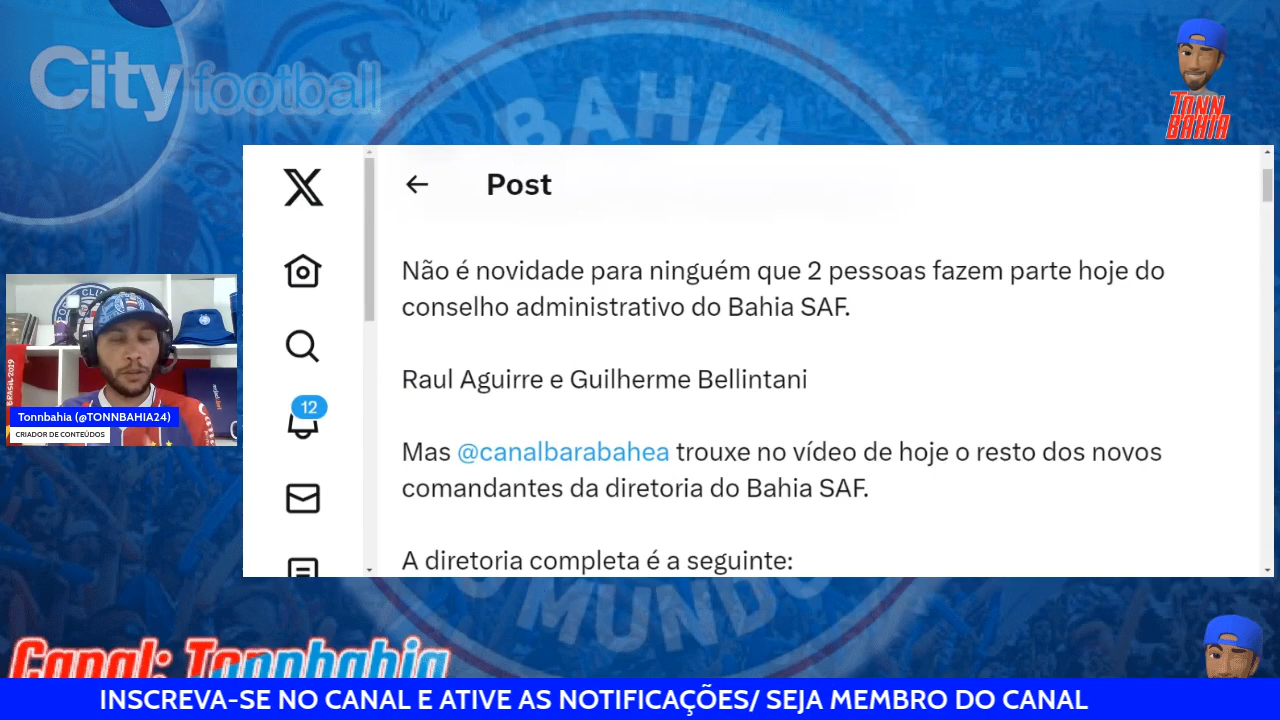 City football
BAHIA
TONN
BAHIA
Post
Não é novidade para ninguém que 2 pessoas fazem parte hoje do
conselho administrativo do Bahia SAF.
Raul Aguirre e Guilherme Bellintani
12
Mas @canalbarabahea trouxe no vídeo de hoje o resto dos novos
comandantes da diretoria do Bahia SAF.
A diretoria completa é a seguinte:
BRASIL 2019
Tonnbahia (@TONNBAHIA24)
CRIADOR DE CONTEÚDOS
O MUNDO
Canal: Tonnbahia
INSCREVA-SE NO CANAL E ATIVE AS NOTIFICAÇÕES/ SEJA MEMBRO DO CANAL